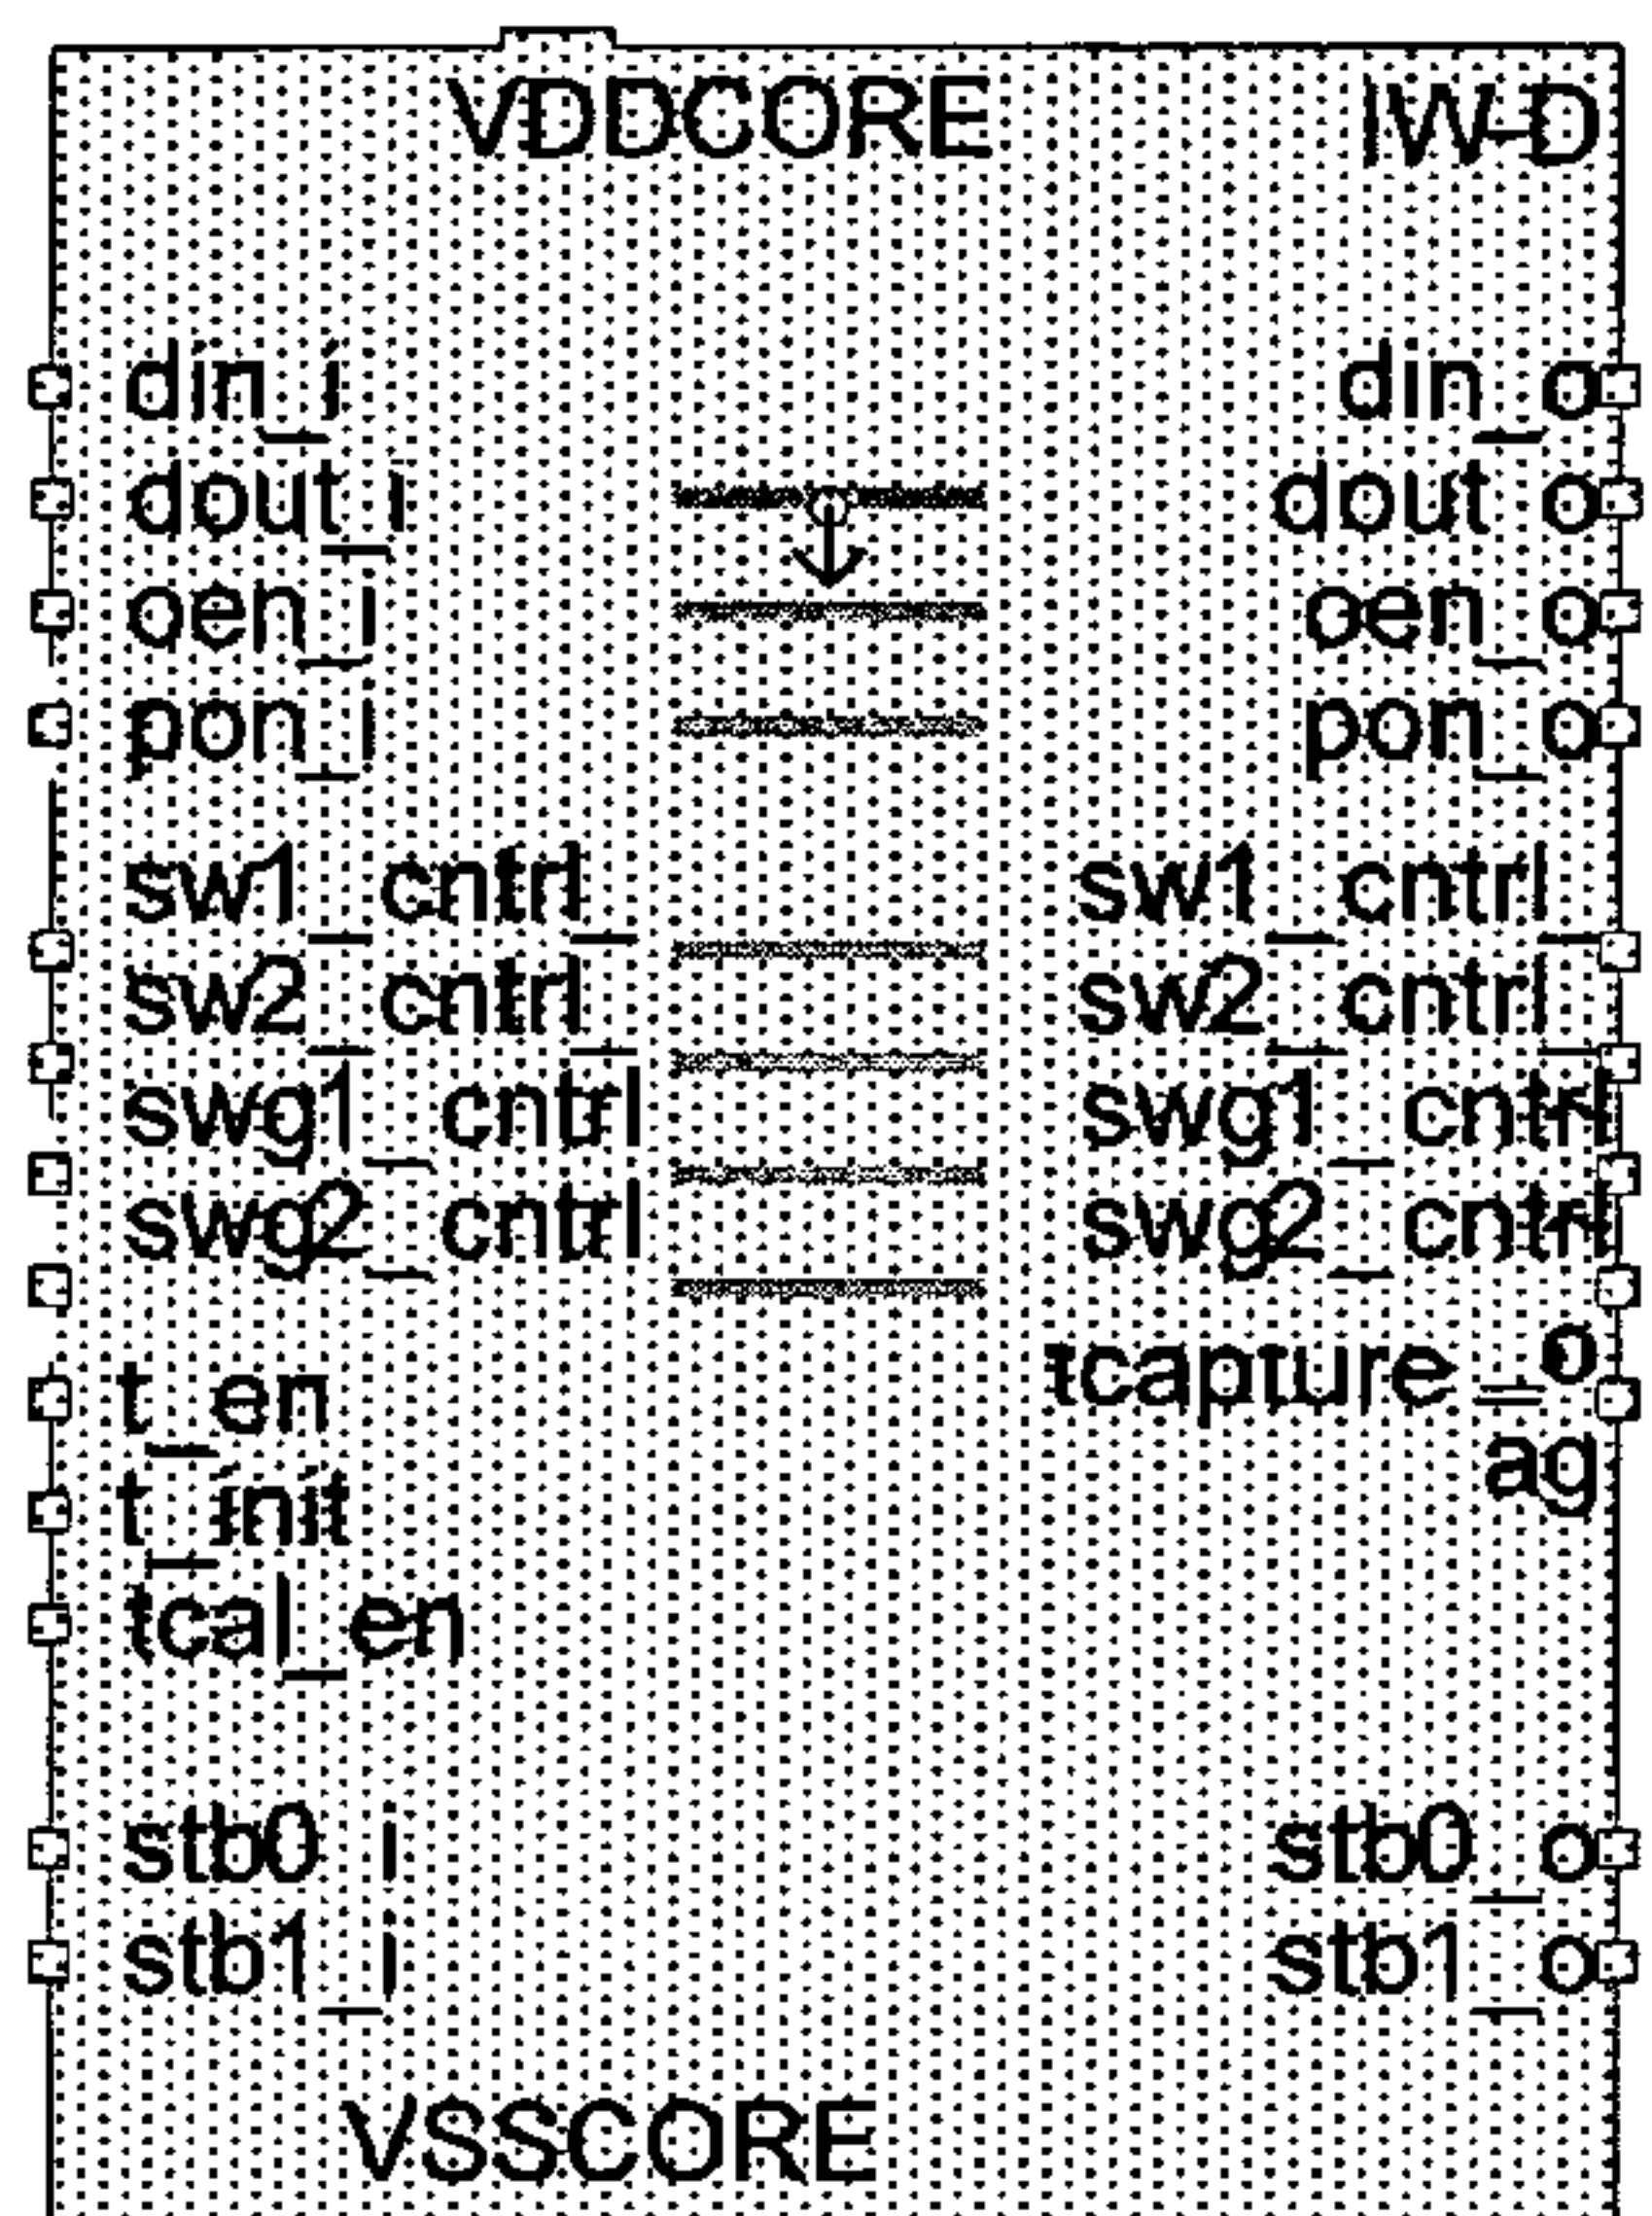 VDDCORE IW-D
din_i din_o
dout_i dout_o
oen_i oen_o
pon_i pon_o
sw1_cntrl_ sw1_cntrl_
sw2_cntrl_ sw2_cntrl_
swg1_cntrl swg1_cntrl
swg2_cntrl swg2_cntrl
t_en tcapture_o
ag
t_init
tcal_en
stb0_i stb0_o
stb1_i stb1_o
VSSCORE